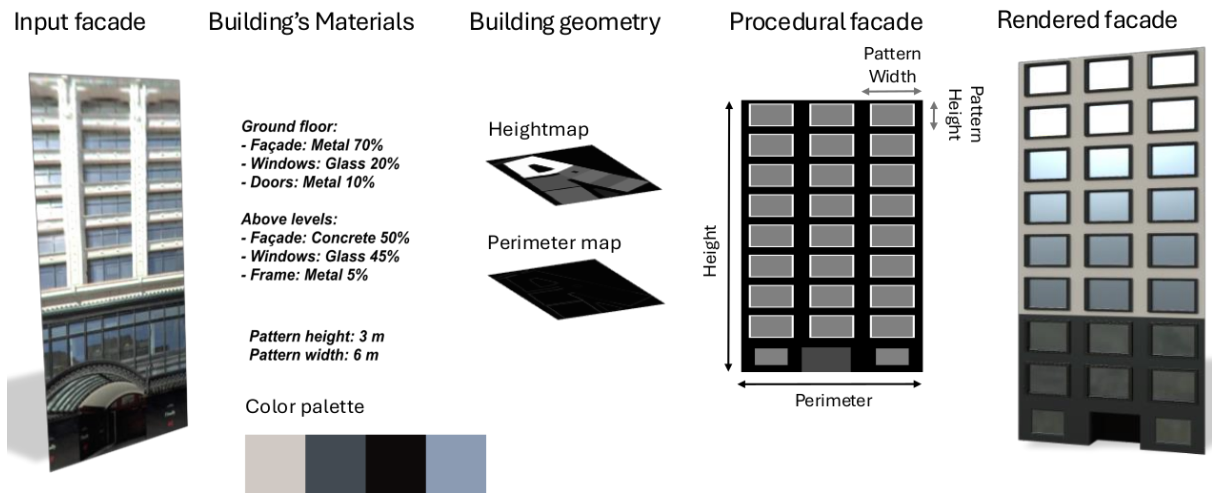 Input facade
Building's Materials
Building geometry
Procedural facade
Rendered facade
Ground floor:
- Façade: Metal 70%
- Windows: Glass 20%
- Doors: Metal 10%
Above levels:
- Façade: Concrete 50%
- Windows: Glass 45%
- Frame: Metal 5%
Pattern height: 3 m
Pattern width: 6 m
Color palette
Heightmap
Perimeter map
Pattern
Width
Pattern
Height
Height
Perimeter